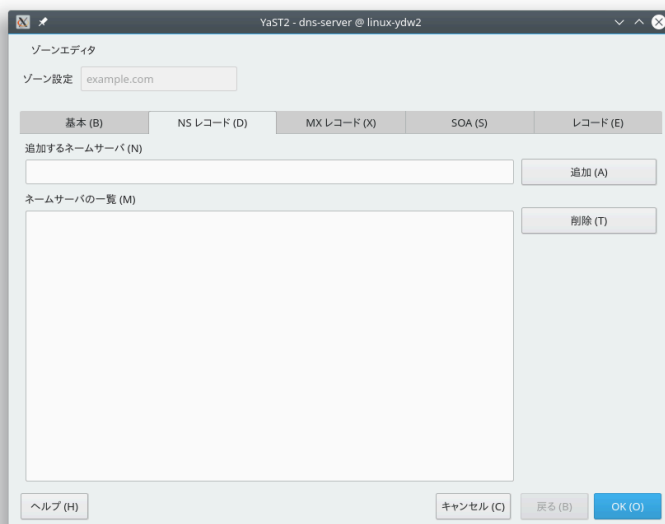 YaST2 - dns-server @ linux-ydw2
ゾーンエディタ
ゾーン設定 example.com
基本 (B) NS レコード (D) MX レコード (X) SOA (S) レコード (E)
追加するネームサーバ (N)
追加 (A)
ネームサーバの一覧 (M)
削除 (T)
ヘルプ (H) キャンセル (C) 戻る (B) OK (O)